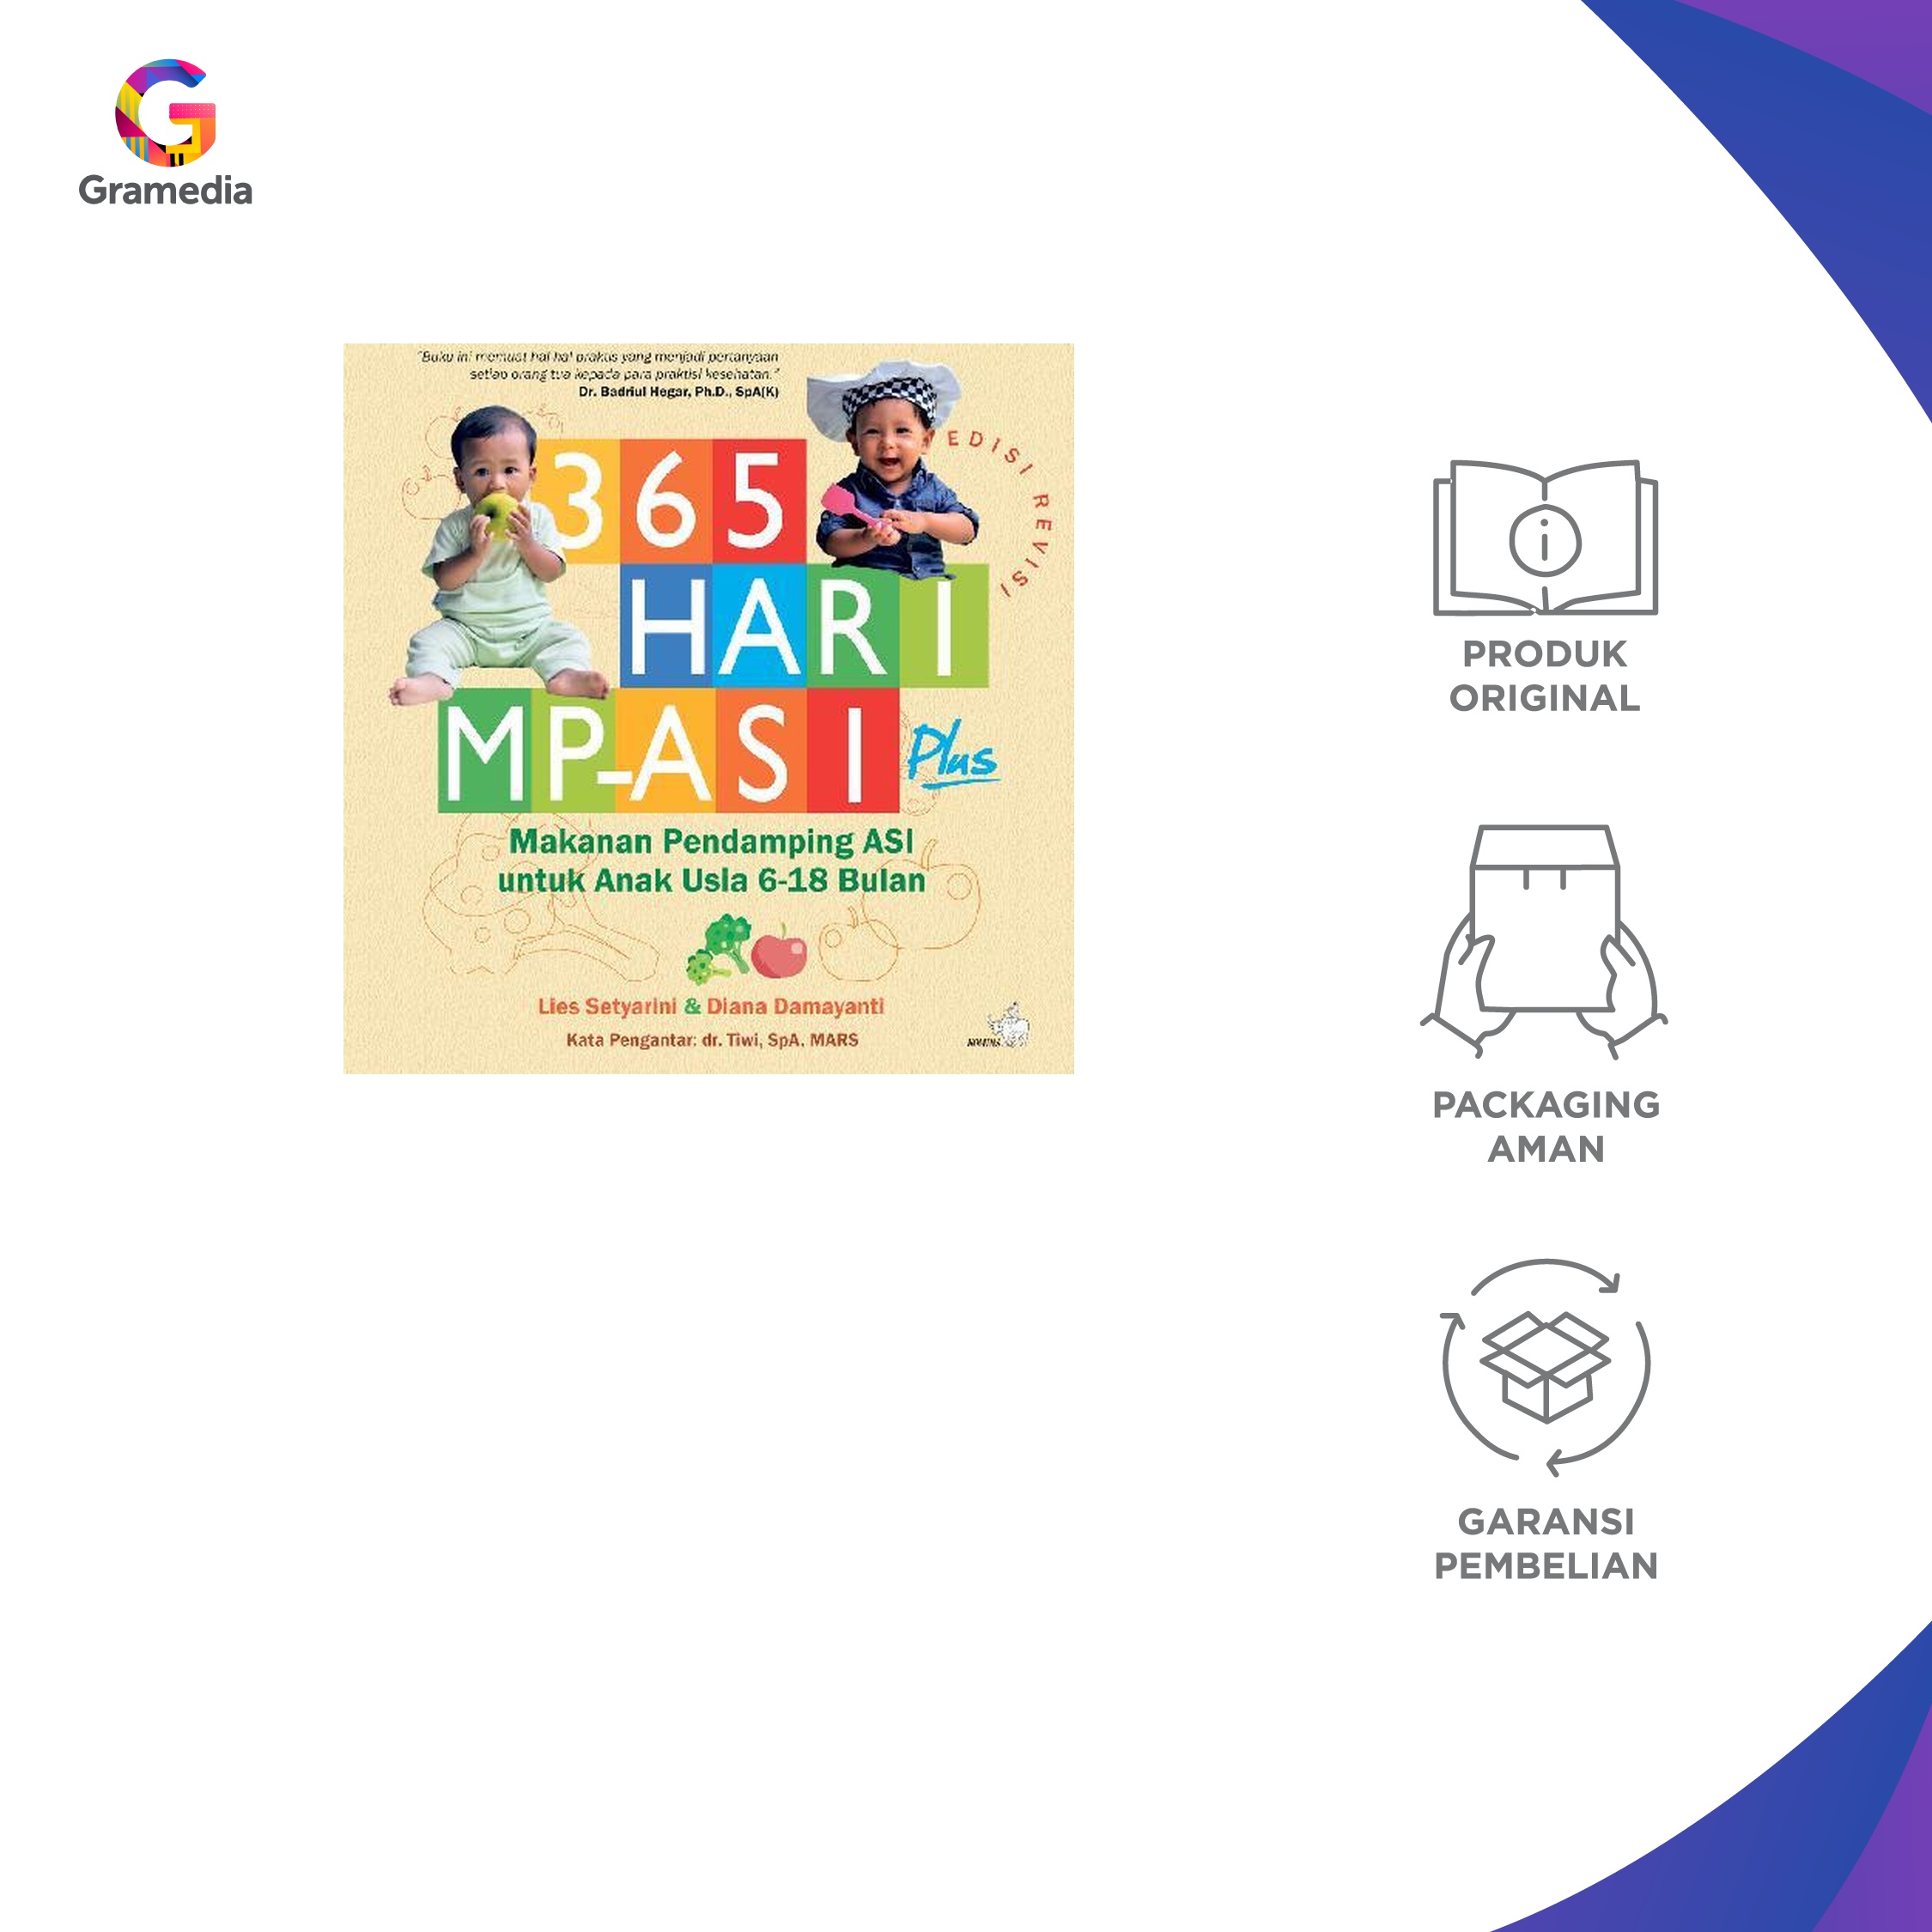 Gramedia
"Buku ini memuat hal-hal praktis yang menjadi pertanyaan
setiap orang tua kepada para praktisi kesehatan."
Dr. Badriul Hegar, Ph.D., SpA(K)
EDISI REVISI
365
HARI
MP-ASI
Plus
Makanan Pendamping ASI
untuk Anak Usia 6-18 Bulan
Lies Setyarini & Diana Damayanti
Kata Pengantar: dr. Tiwi, SpA, MARS
PRODUK
ORIGINAL
PACKAGING
AMAN
GARANSI
PEMBELIAN